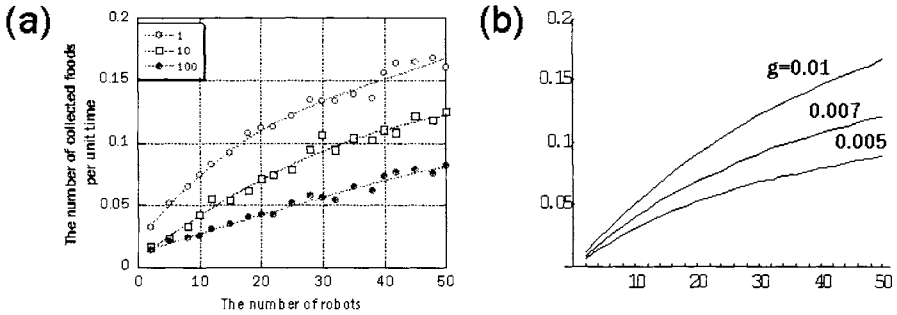 (a)
The number of collected foods
per unit time
0.2
0.15
0.1
0.05
0
1
10
100
0 10 20 30 40 50
The number of robots
(b)
0.2
0.15
0.1
0.05
g=0.01
0.007
0.005
10 20 30 40 50